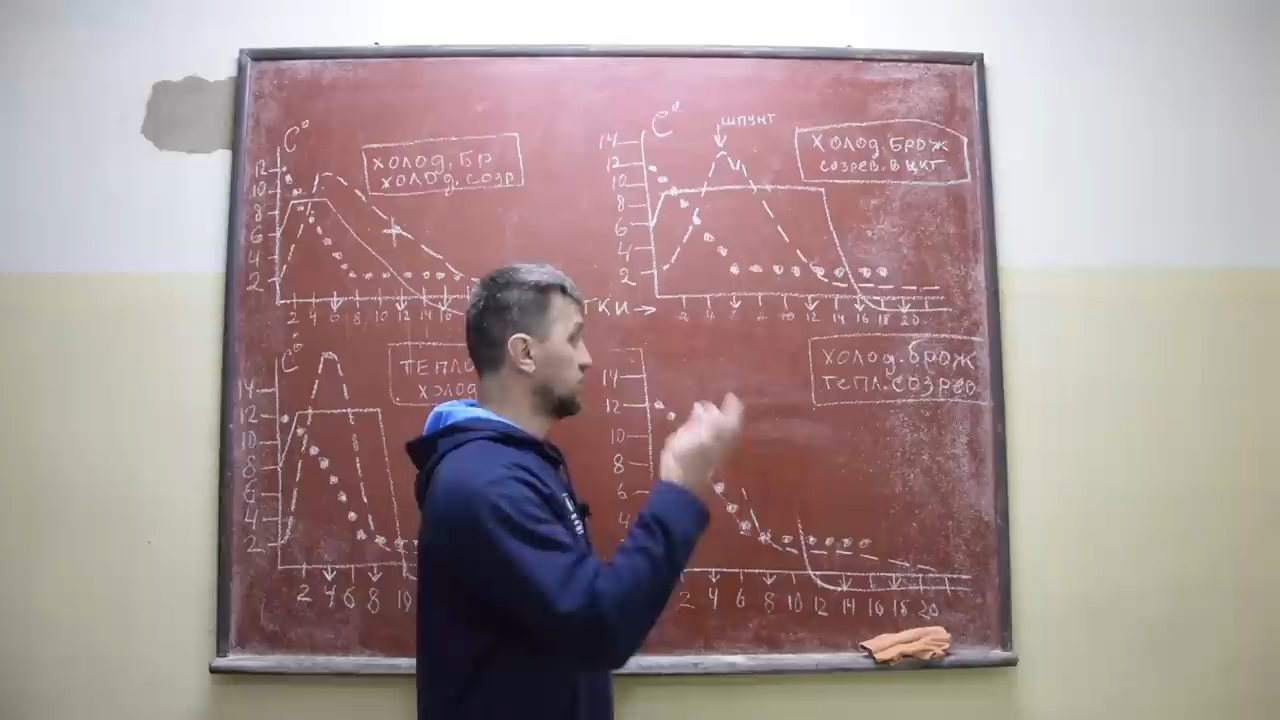 C°
12
10
8
6
4
2
2 4 6 8 10 12 14 16
ХОЛОД. БР
ХОЛОД. СОЗР
C°
ШПУНТ
14
12
10
8
6
4
2
ТКИ →
2 4 6 8 10 12 14 16 18 20
ХОЛОД БРОЖ
СОЗРЕВ. В ЦКТ
C°
14
12
10
8
6
4
2
2 4 6 8 10
ТЕПЛО
ХОЛОД
14
12
10
8
6
4
2 4 6 8 10 12 14 16 18 20
ХОЛОД. БРОЖ
ТЕПЛ. СОЗРЕВ